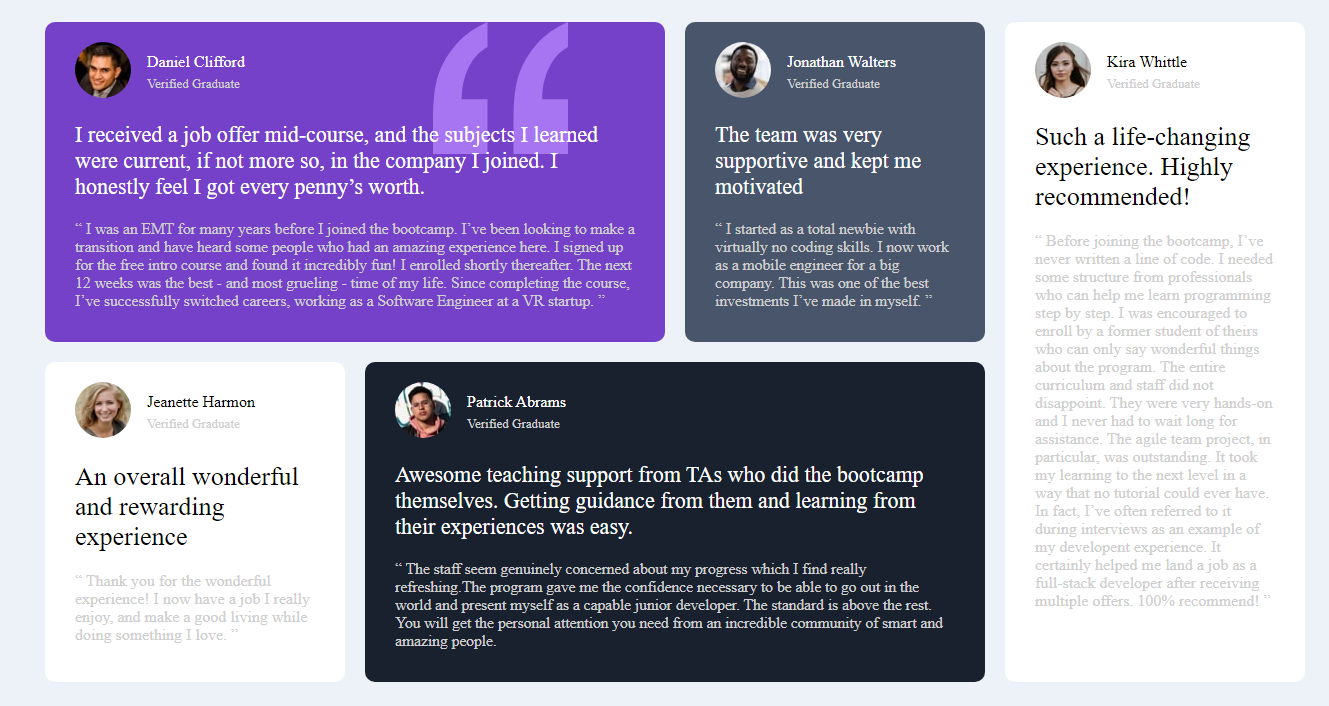 Daniel Clifford
Verified Graduate
I received a job offer mid-course, and the subjects I learned
were current, if not more so, in the company I joined. I
honestly feel I got every penny’s worth.
“ I was an EMT for many years before I joined the bootcamp. I’ve been looking to make a
transition and have heard some people who had an amazing experience here. I signed up
for the free intro course and found it incredibly fun! I enrolled shortly thereafter. The next
12 weeks was the best - and most grueling - time of my life. Since completing the course,
I’ve successfully switched careers, working as a Software Engineer at a VR startup. ”
Jonathan Walters
Verified Graduate
The team was very
supportive and kept me
motivated
“ I started as a total newbie with
virtually no coding skills. I now work
as a mobile engineer for a big
company. This was one of the best
investments I’ve made in myself. ”
Kira Whittle
Verified Graduate
Such a life-changing
experience. Highly
recommended!
“ Before joining the bootcamp, I’ve
never written a line of code. I needed
some structure from professionals
who can help me learn programming
step by step. I was encouraged to
enroll by a former student of theirs
who can only say wonderful things
about the program. The entire
curriculum and staff did not
disappoint. They were very hands-on
and I never had to wait long for
assistance. The agile team project, in
particular, was outstanding. It took
my learning to the next level in a
way that no tutorial could ever have.
In fact, I’ve often referred to it
during interviews as an example of
my developent experience. It
certainly helped me land a job as a
full-stack developer after receiving
multiple offers. 100% recommend! ”
Jeanette Harmon
Verified Graduate
An overall wonderful
and rewarding
experience
“ Thank you for the wonderful
experience! I now have a job I really
enjoy, and make a good living while
doing something I love. ”
Patrick Abrams
Verified Graduate
Awesome teaching support from TAs who did the bootcamp
themselves. Getting guidance from them and learning from
their experiences was easy.
“ The staff seem genuinely concerned about my progress which I find really
refreshing.The program gave me the confidence necessary to be able to go out in the
world and present myself as a capable junior developer. The standard is above the rest.
You will get the personal attention you need from an incredible community of smart and
amazing people.